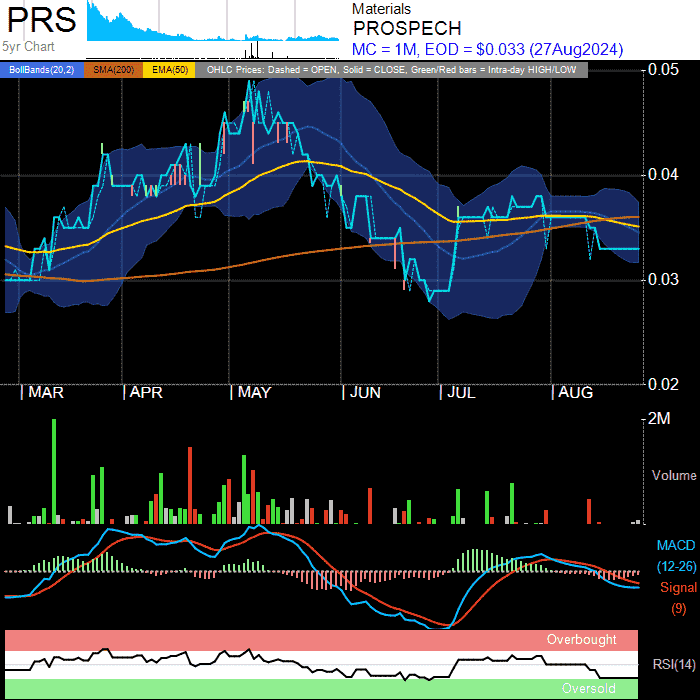 PRS
5yr Chart
Materials
PROSPECH
MC = 1M, EOD = $0.033 (27Aug2024)
BollBands(20,2) SMA(200) EMA(50) OHLC Prices: Dashed = OPEN, Solid = CLOSE, Green/Red bars = Intra-day HIGH/LOW
0.05
0.04
0.03
0.02
MAR APR MAY JUN JUL AUG
2M
Volume
MACD
(12-26)
Signal
(9)
Overbought
RSI(14)
Oversold